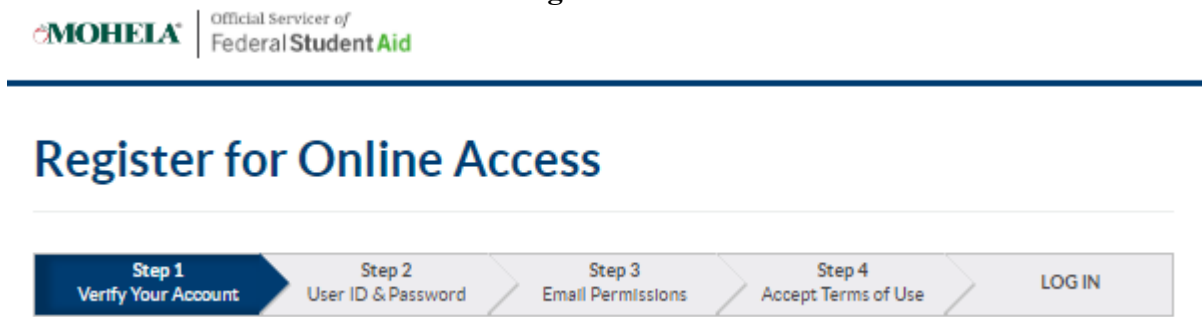 MOHELA
Official Servicer of
Federal Student Aid
Register for Online Access
Step 1
Verify Your Account
Step 2
User ID & Password
Step 3
Email Permissions
Step 4
Accept Terms of Use
LOG IN